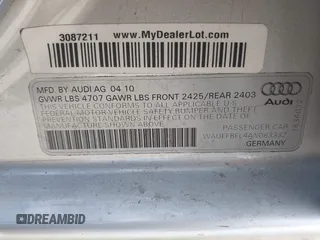 3087211 www.MyDealerLot.com
MFD BY AUDI AG 04 10
GVWR LBS 4707 GAWR LBS FRONT 2425/REAR 2403
THIS VEHICLE CONFORMS TO ALL APPLICABLE U.S.
FEDERAL MOTOR VEHICLE
SAFETY BUMPER AND THEFT
PREVENTION STANDARDS IN EFFECT ON THE DATE OF
MANUFACTURE SHOWN ABOVE.
Audi
PASSENGER CAR
GERMANY
DREAMBID